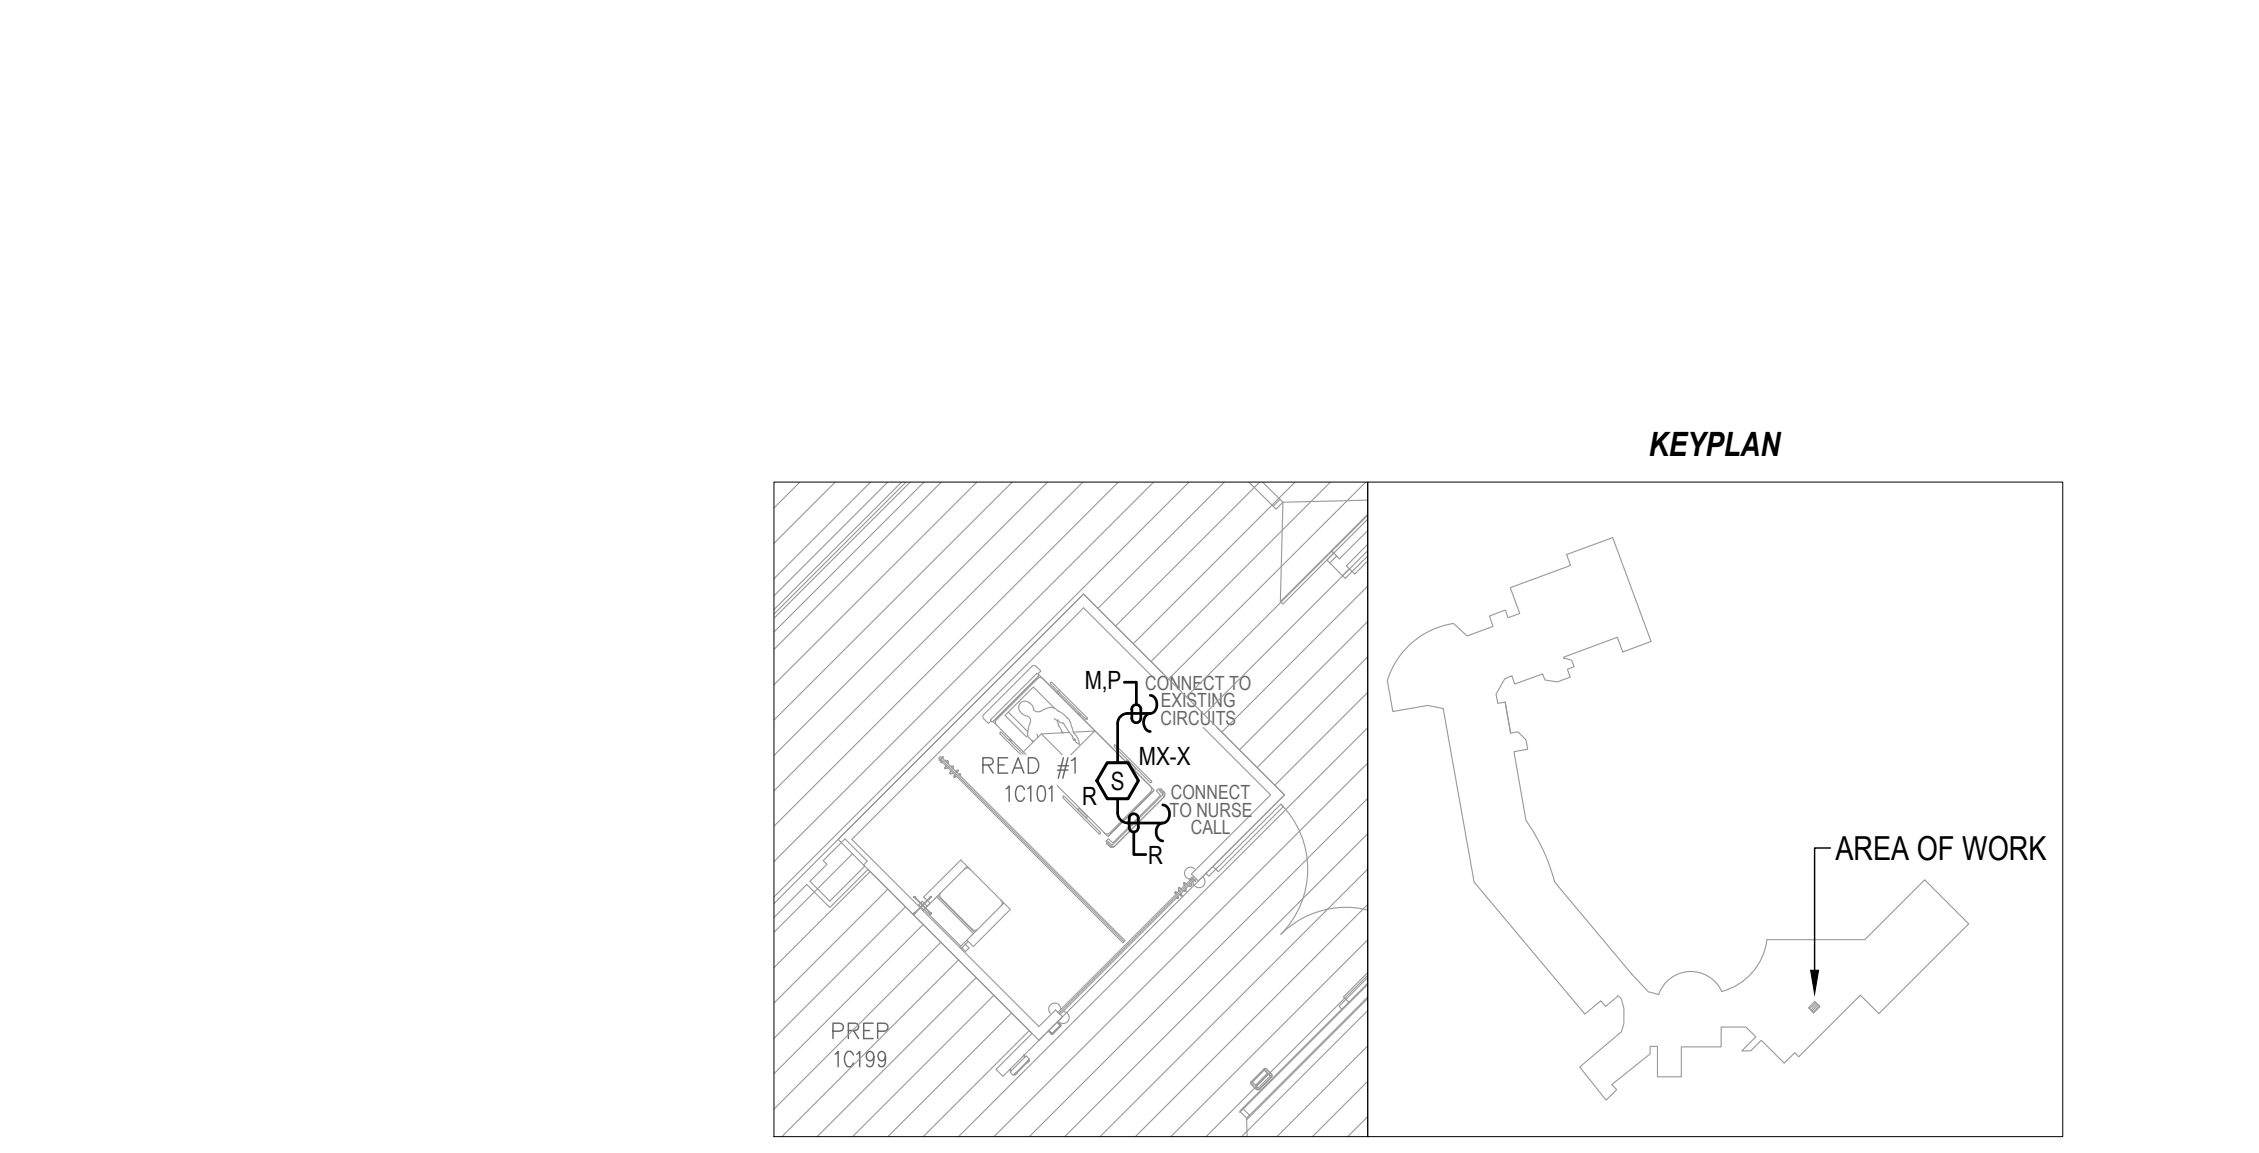 KEYPLAN
M,P
CONNECT TO
EXISTING
CIRCUITS
MX-X
READ #1
1C101
S
R
CONNECT
TO NURSE
CALL
R
AREA OF WORK
PREP
1C199